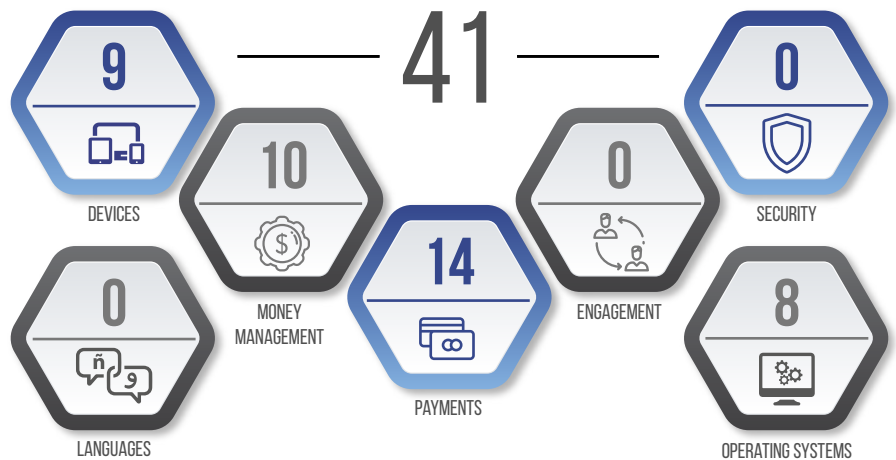 41
9
DEVICES
10
$
MONEY
MANAGEMENT
14
PAYMENTS
0
ENGAGEMENT
0
SECURITY
0
ñ
و
LANGUAGES
8
OPERATING SYSTEMS